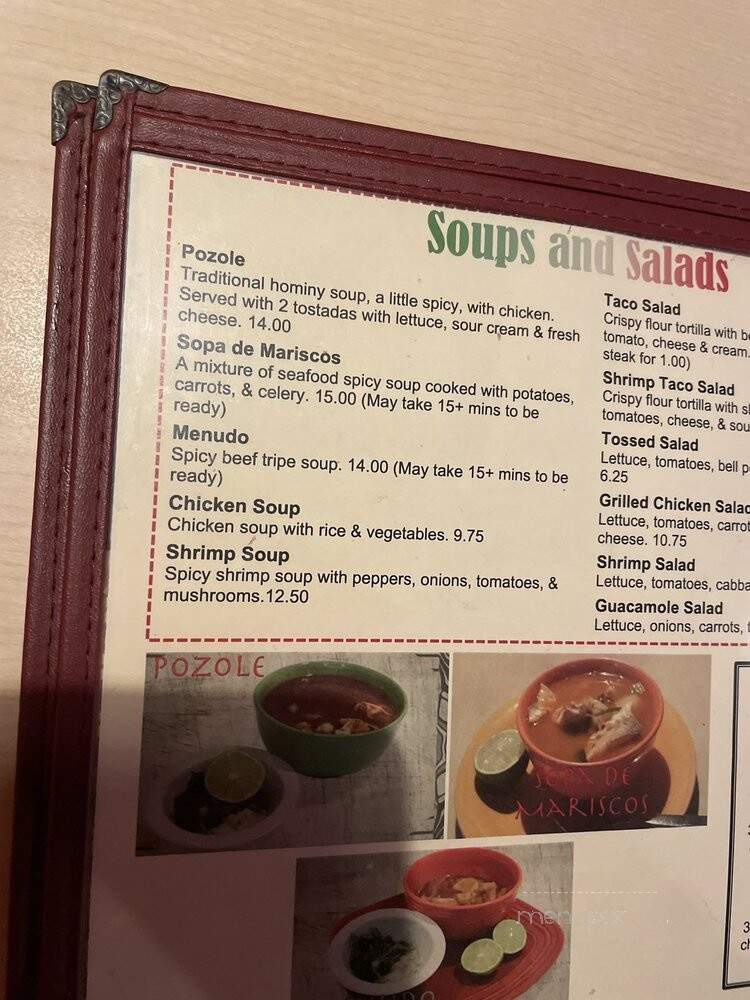 Soups and Salads
Pozole
Traditional hominy soup, a little spicy, with chicken.
Served with 2 tostadas with lettuce, sour cream & fresh
cheese. 14.00
Sopa de Mariscos
A mixture of seafood spicy soup cooked with potatoes,
carrots, & celery. 15.00 (May take 15+ mins to be
ready)
Menudo
Spicy beef tripe soup. 14.00 (May take 15+ mins to be
ready)
Chicken Soup
Chicken soup with rice & vegetables. 9.75
Shrimp Soup
Spicy shrimp soup with peppers, onions, tomatoes, &
mushrooms.12.50
Taco Salad
Crispy flour tortilla with
tomato, cheese & cream.
steak for 1.00)
Shrimp Taco Salad
Crispy flour tortilla with
tomatoes, cheese, &
Tossed Salad
Lettuce, tomatoes, bell
6.25
Grilled Chicken Salad
Lettuce, tomatoes,
cheese. 10.75
Shrimp Salad
Lettuce, tomatoes,
Guacamole Salad
Lettuce, onions, carrots,
POZOLE
SOPA DE
MARISCOS